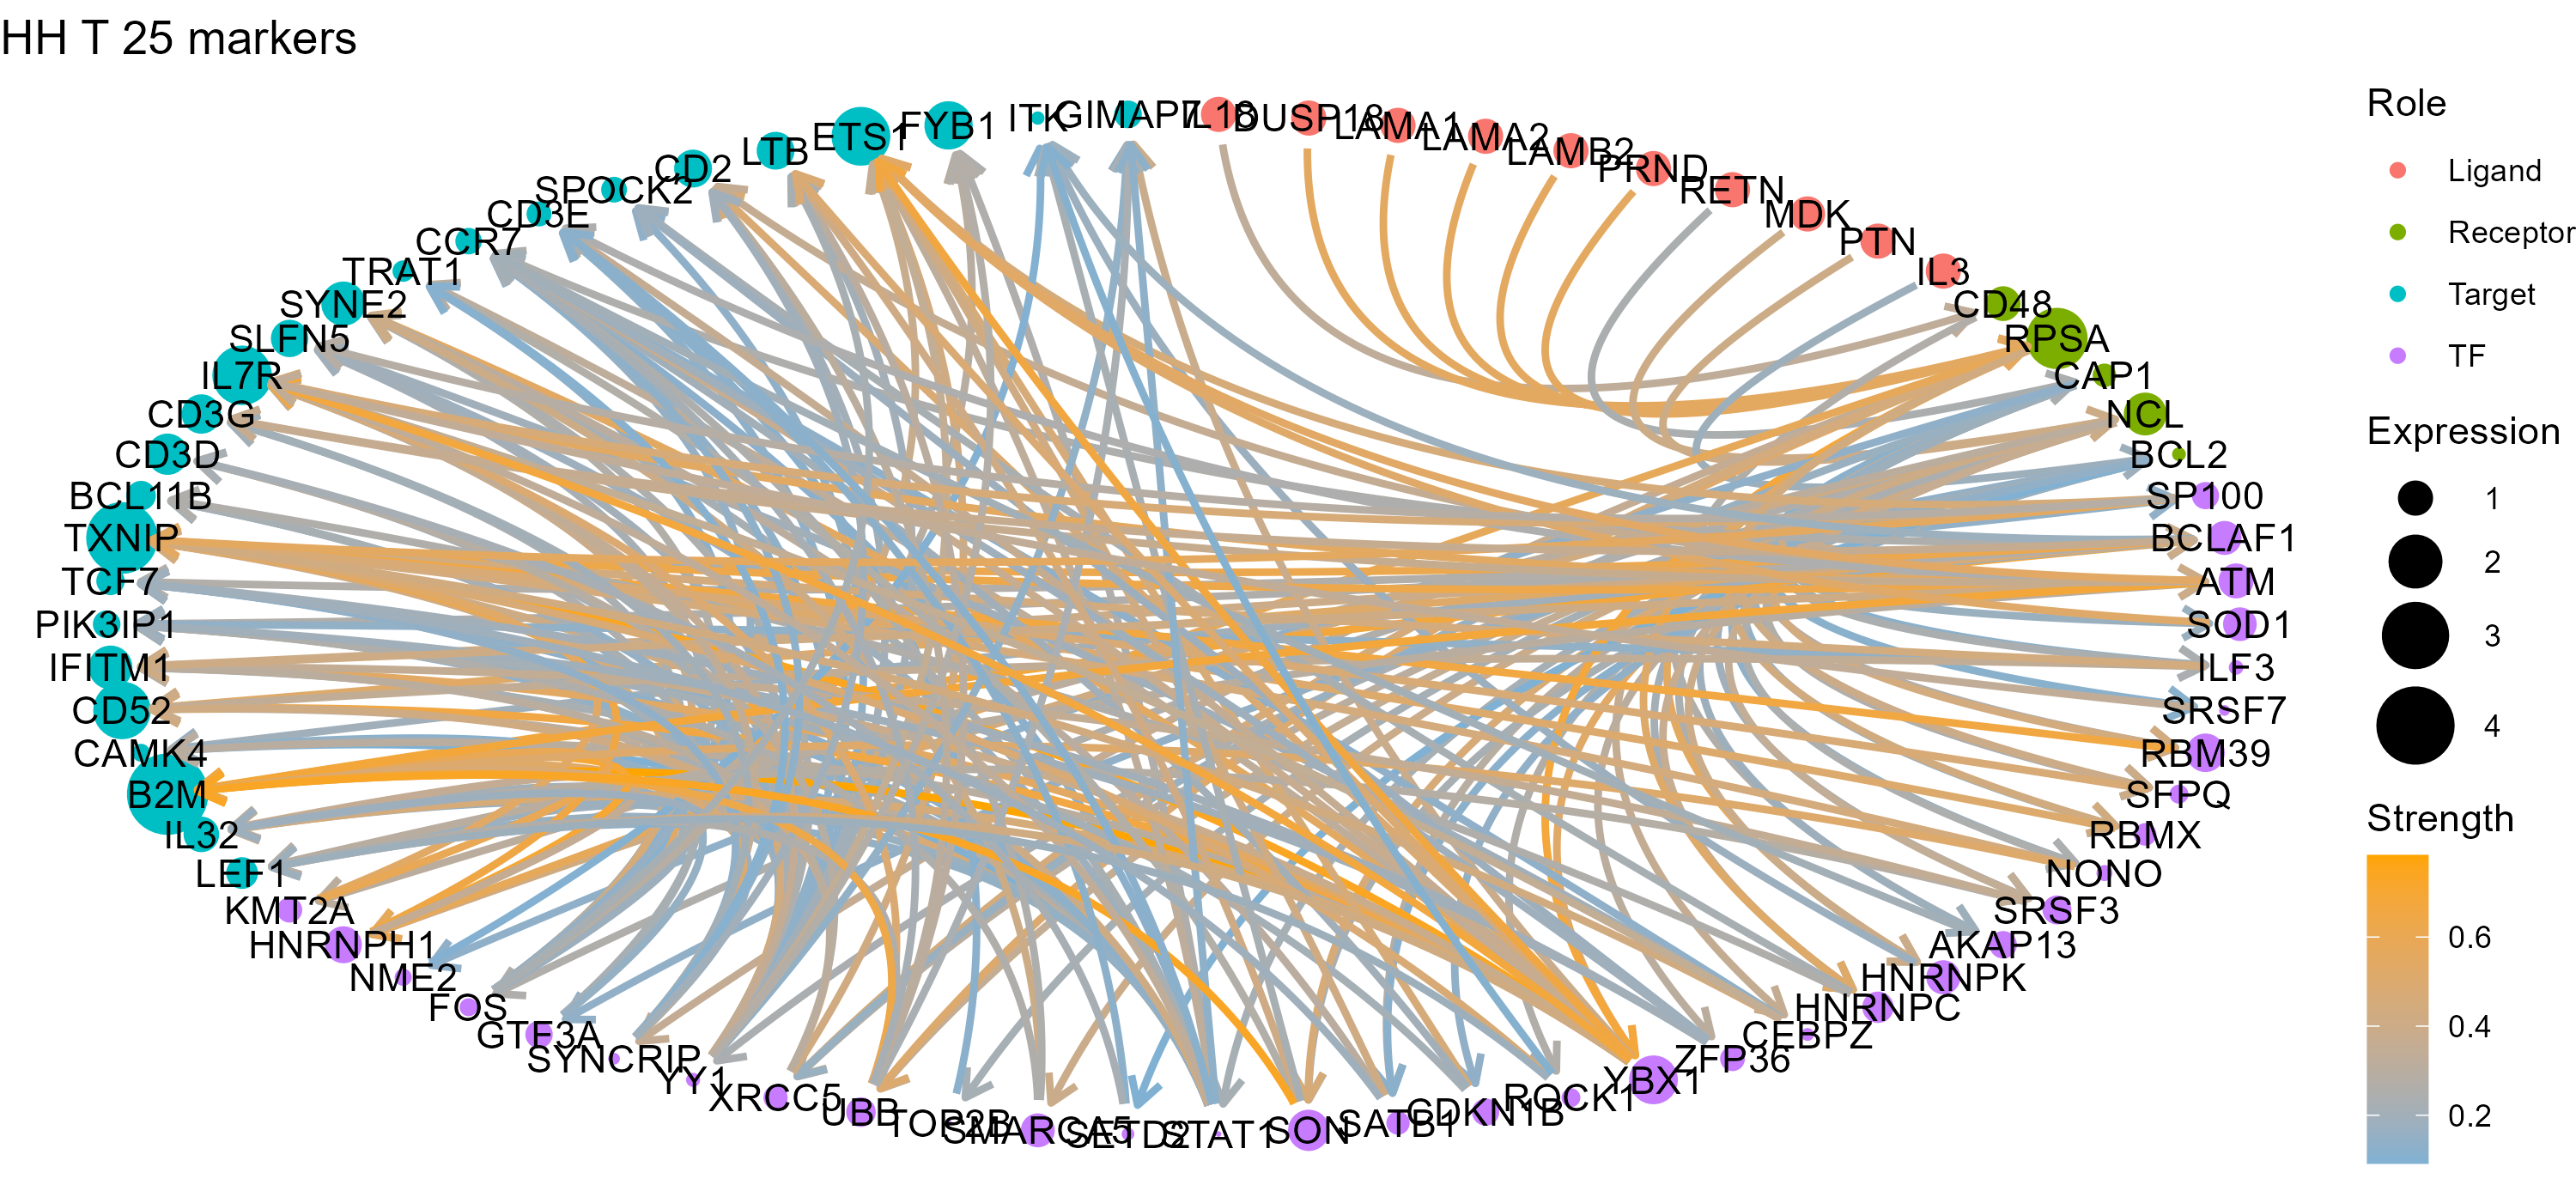 HH T 25 markers
ITK
GIMAP7
IL18
DUSP18
LAMA1
LAMA2
LAMB2
PRND
RETN
MDK
PTN
IL3
CD48
RPSA
CAP1
NCL
BCL2
SP100
BCLAF1
ATM
SOD1
ILF3
SRSF7
RBM39
SFPQ
RBMX
NONO
SRSF3
AKAP13
HNRNPK
HNRNPC
CEBPZ
ZFP36
YBX1
ROCK1
CDKN1B
SATB1
SON
STAT1
SETD2
SMARCA5
TOP2B
UBB
XRCC5
YY1
SYNCRIP
GTF3A
FOS
NME2
HNRNPH1
KMT2A
LEF1
IL32
B2M
CAMK4
CD52
IFITM1
PIK3IP1
TCF7
TXNIP
BCL11B
CD3D
CD3G
IL7R
SLFN5
SYNE2
TRAT1
CCR7
CD3E
SPOCK2
CD2
LTB
ETS1
FYB1
Role
Ligand
Receptor
Target
TF
Expression
1
2
3
4
Strength
0.6
0.4
0.2